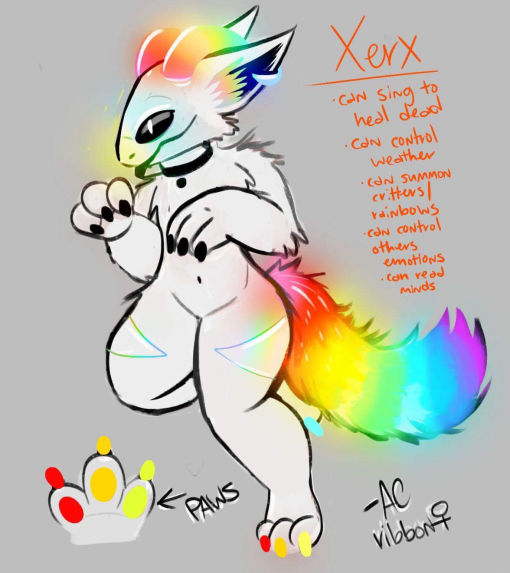 Xerx
• can sing to
heal dead
• can control
weather
• can summon
critters/
rainbows
• can control
others
emotions
• can read
minds
PAWS
-AC
ribbon♀